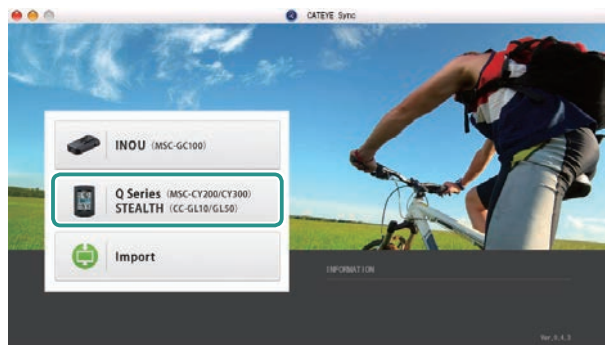 CATEYE Sync
INOU (MSC-GC100)
Q Series (MSC-CY200/CY300)
STEALTH (CC-GL10/GL50)
Import
INFORMATION